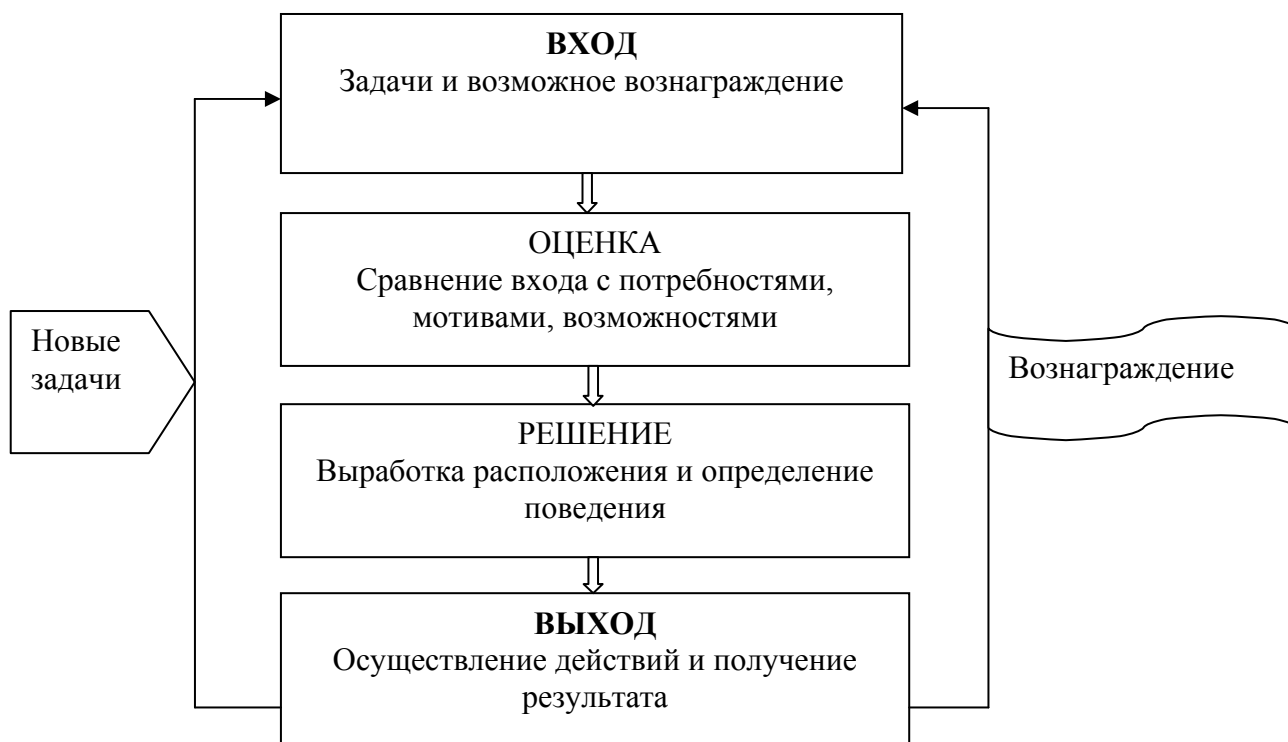 ВХОД
Задачи и возможное вознаграждение
ОЦЕНКА
Сравнение входа с потребностями,
мотивами, возможностями
Новые
задачи
Вознаграждение
РЕШЕНИЕ
Выработка расположения и определение
поведения
ВЫХОД
Осуществление действий и получение
результата